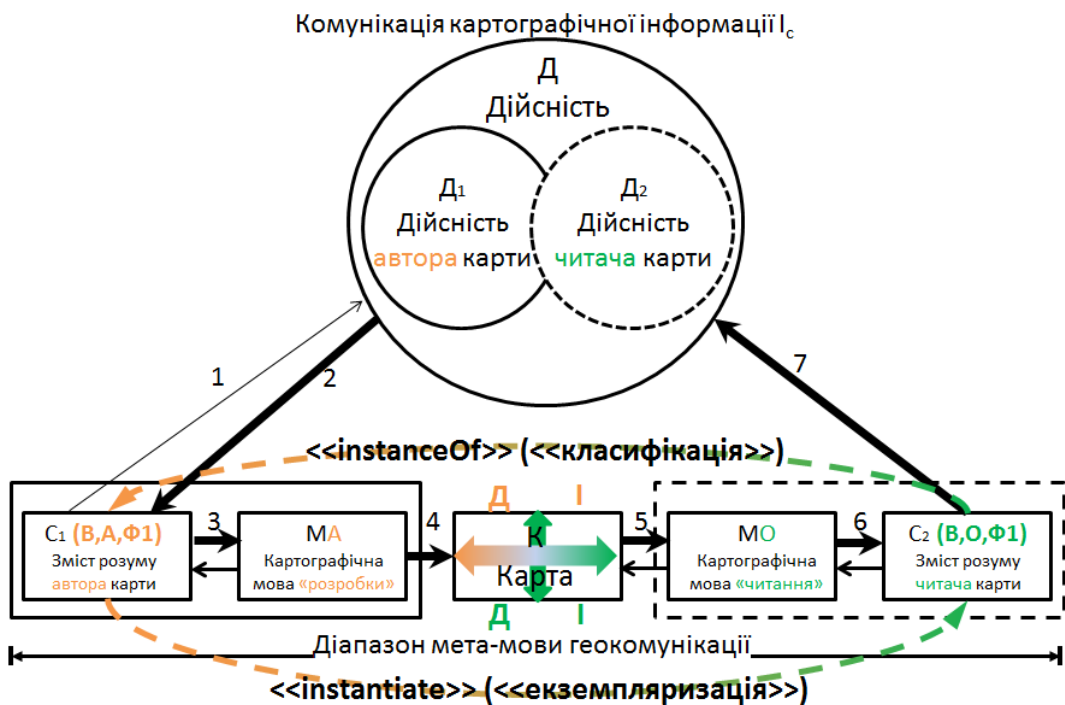 Комунікація картографічної інформації Ic
Д
Дійсність
Д1
Дійсність
автора карти
Д2
Дійсність
читача карти
1
2
7
<<instanceOf>> (<<класифікація>>)
С1 (В,А,Ф1)
Зміст розуму
автора карти
3
МА
Картографічна
мова «розробки»
4
Д І
К
Карта
Д І
5
МО
Картографічна
мова «читання»
6
С2 (В,О,Ф1)
Зміст розуму
читача карти
Діапазон мета-мови геокомунікації
<<instantiate>> (<<екземпляризація>>)